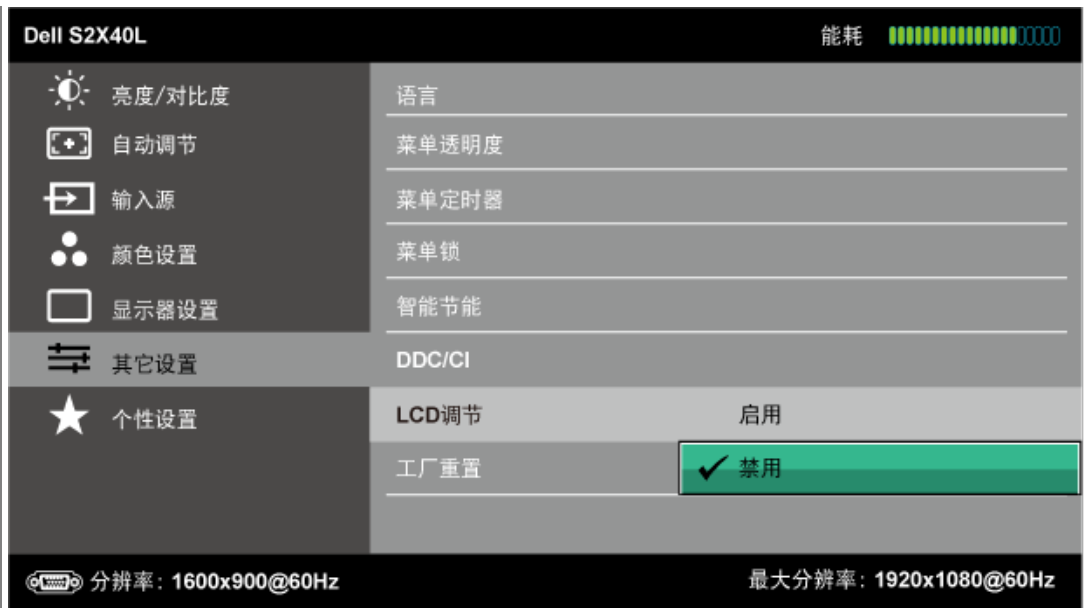 Dell S2X40L 能耗
亮度/对比度 语言
自动调节 菜单透明度
输入源 菜单定时器
颜色设置 菜单锁
显示器设置 智能节能
其它设置 DDC/CI
个性设置 LCD调节 启用
工厂重置 禁用
分辨率: 1600x900@60Hz 最大分辨率: 1920x1080@60Hz